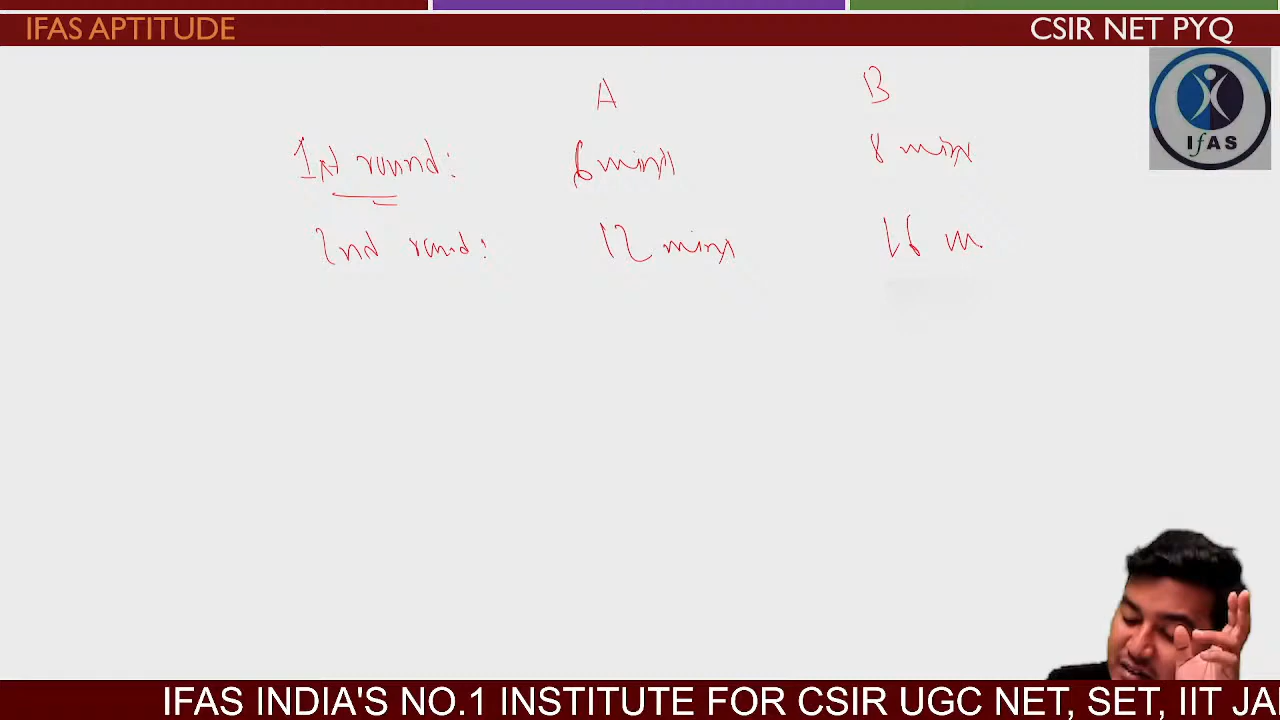 IFAS APTITUDE CSIR NET PYQ
IfAS
A B
1st round: 6 mins 8 mins
2nd round: 12 mins 16 m
IFAS INDIA'S NO.1 INSTITUTE FOR CSIR UGC NET, SET, IIT JA